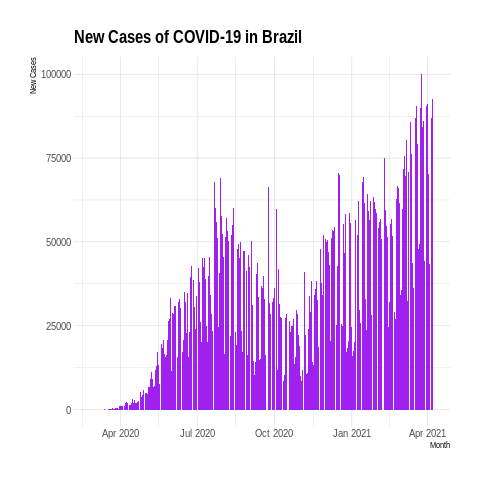 New Cases of COVID-19 in Brazil
New Cases
100000
75000
50000
25000
0
Apr 2020 Jul 2020 Oct 2020 Jan 2021 Apr 2021
Month